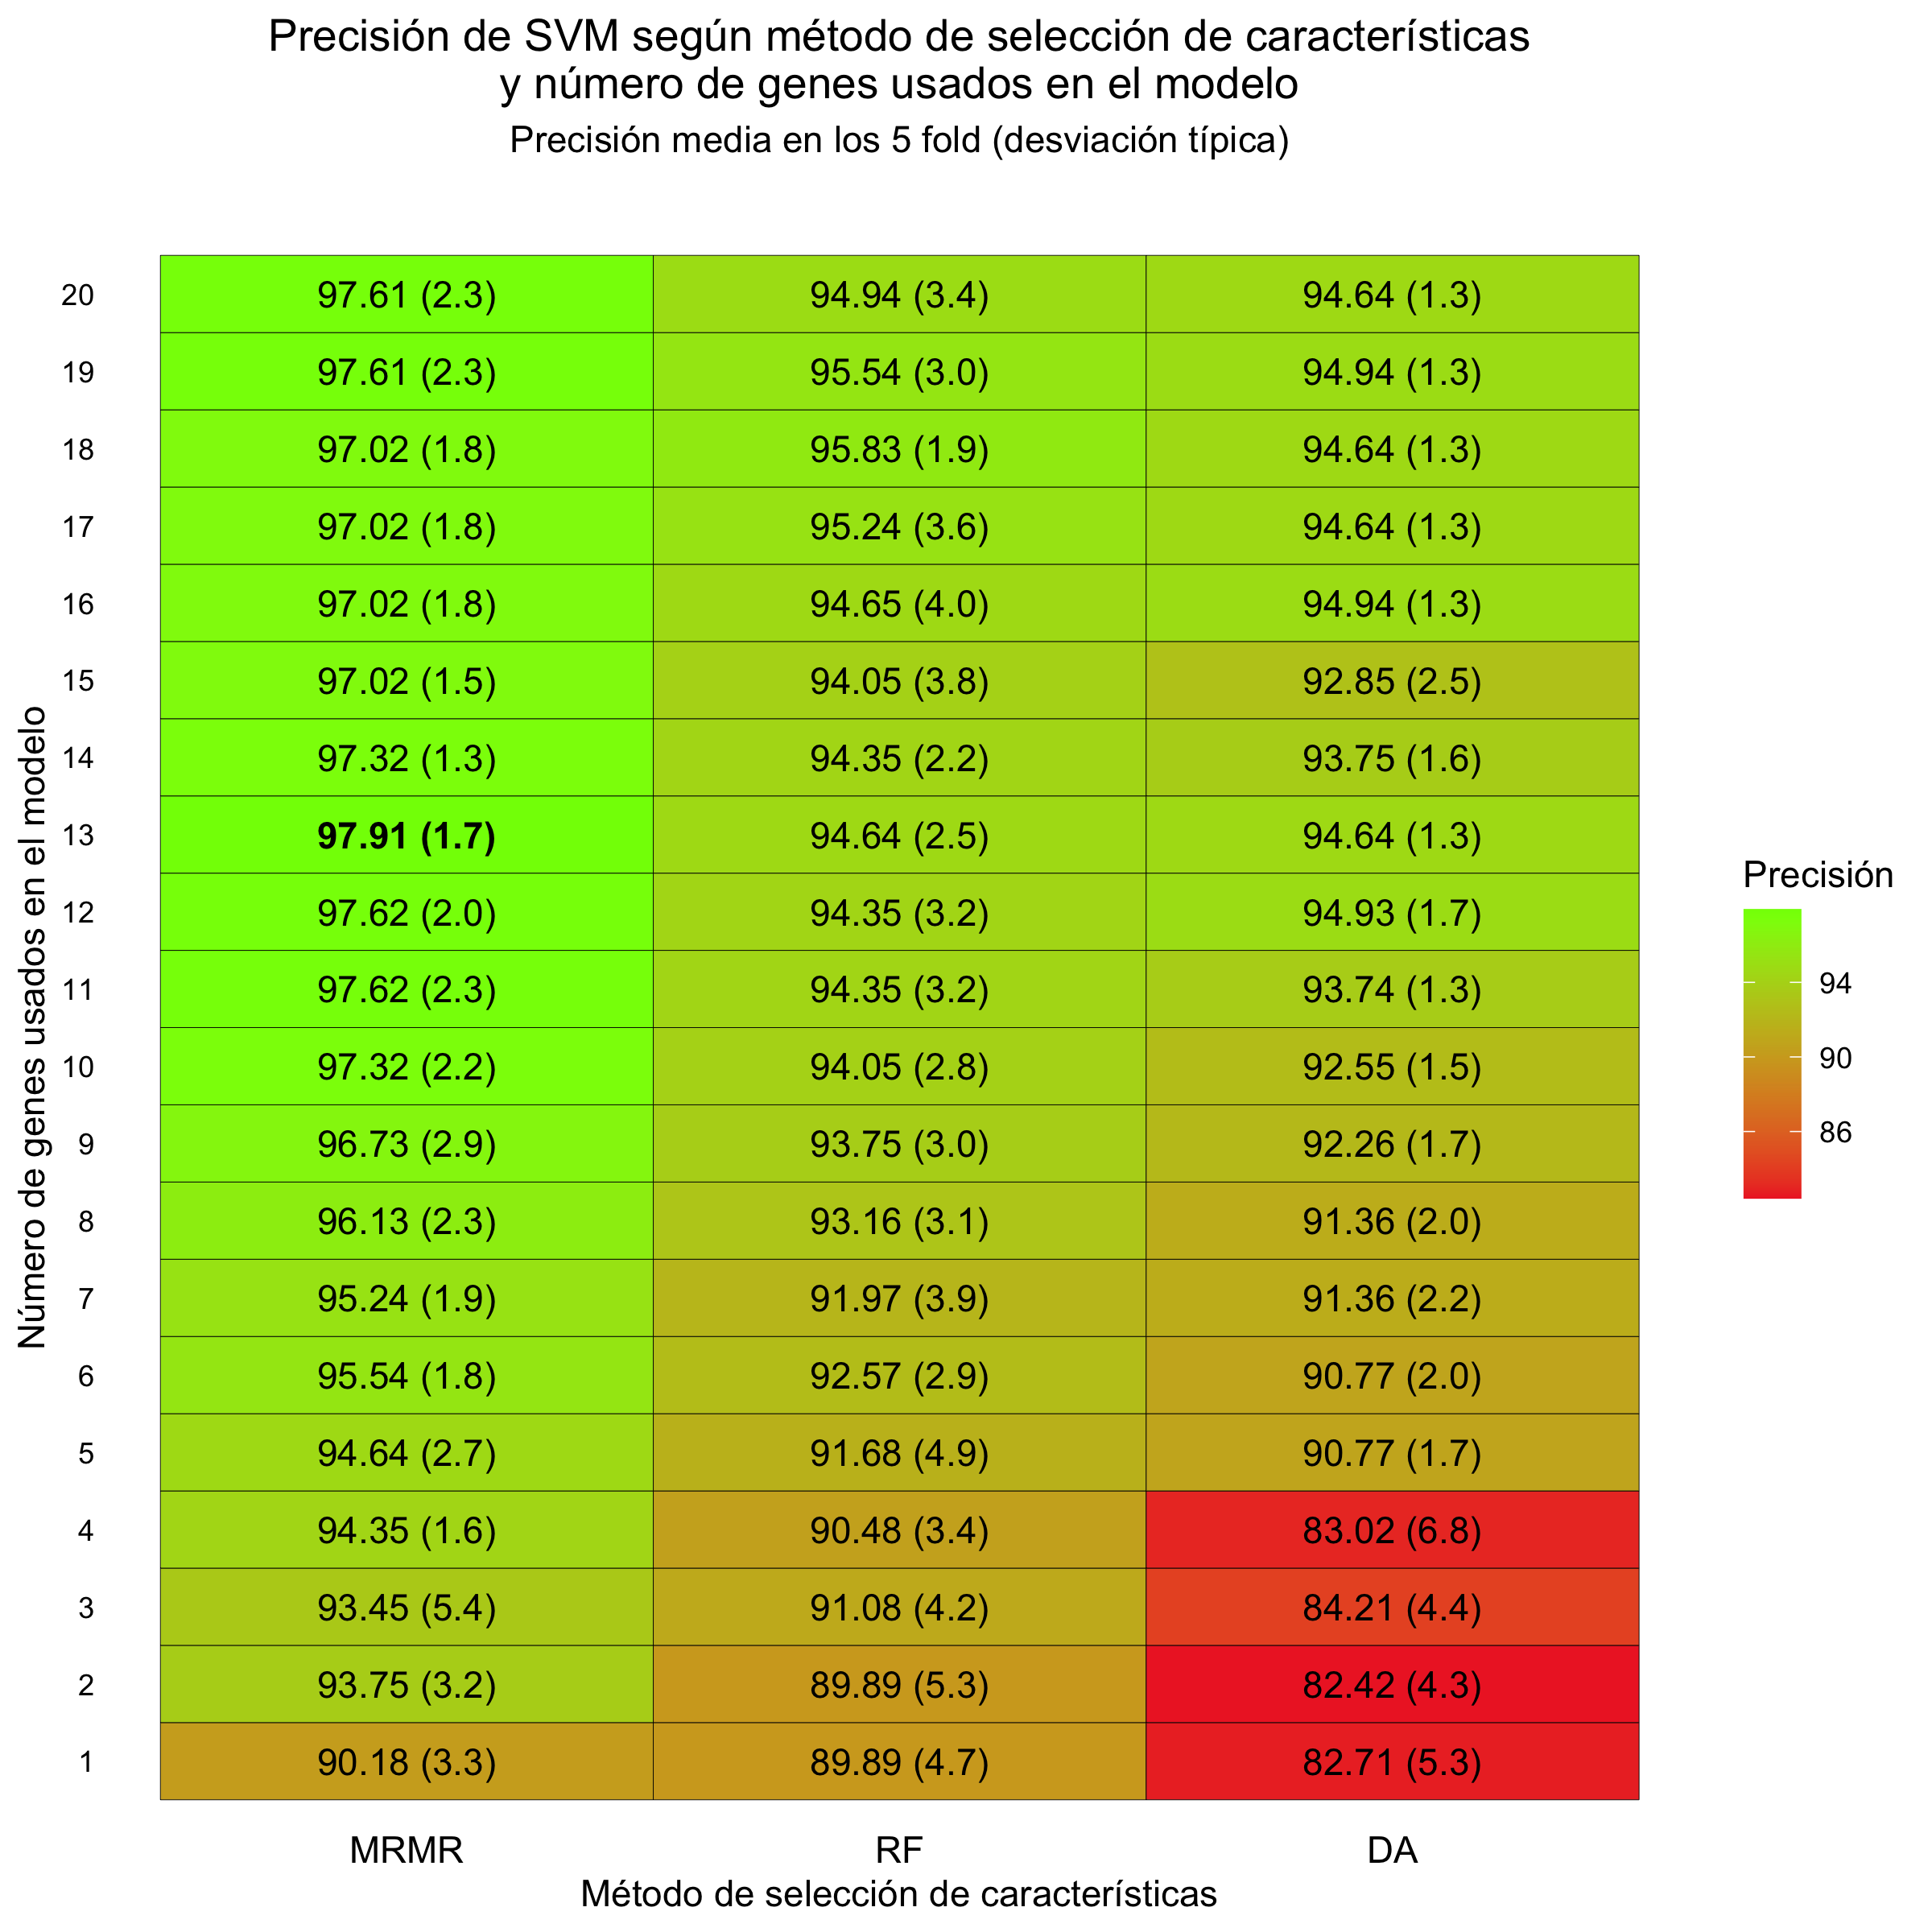 Precisión de SVM según método de selección de características
y número de genes usados en el modelo
Precisión media en los 5 fold (desviación típica)
20 97.61 (2.3) 94.94 (3.4) 94.64 (1.3)
19 97.61 (2.3) 95.54 (3.0) 94.94 (1.3)
18 97.02 (1.8) 95.83 (1.9) 94.64 (1.3)
17 97.02 (1.8) 95.24 (3.6) 94.64 (1.3)
16 97.02 (1.8) 94.65 (4.0) 94.94 (1.3)
15 97.02 (1.5) 94.05 (3.8) 92.85 (2.5)
14 97.32 (1.3) 94.35 (2.2) 93.75 (1.6)
13 97.91 (1.7) 94.64 (2.5) 94.64 (1.3)
12 97.62 (2.0) 94.35 (3.2) 94.93 (1.7)
11 97.62 (2.3) 94.35 (3.2) 93.74 (1.3)
10 97.32 (2.2) 94.05 (2.8) 92.55 (1.5)
9 96.73 (2.9) 93.75 (3.0) 92.26 (1.7)
8 96.13 (2.3) 93.16 (3.1) 91.36 (2.0)
7 95.24 (1.9) 91.97 (3.9) 91.36 (2.2)
6 95.54 (1.8) 92.57 (2.9) 90.77 (2.0)
5 94.64 (2.7) 91.68 (4.9) 90.77 (1.7)
4 94.35 (1.6) 90.48 (3.4) 83.02 (6.8)
3 93.45 (5.4) 91.08 (4.2) 84.21 (4.4)
2 93.75 (3.2) 89.89 (5.3) 82.42 (4.3)
1 90.18 (3.3) 89.89 (4.7) 82.71 (5.3)
MRMR RF DA
Método de selección de características
Número de genes usados en el modelo
Precisión
94
90
86